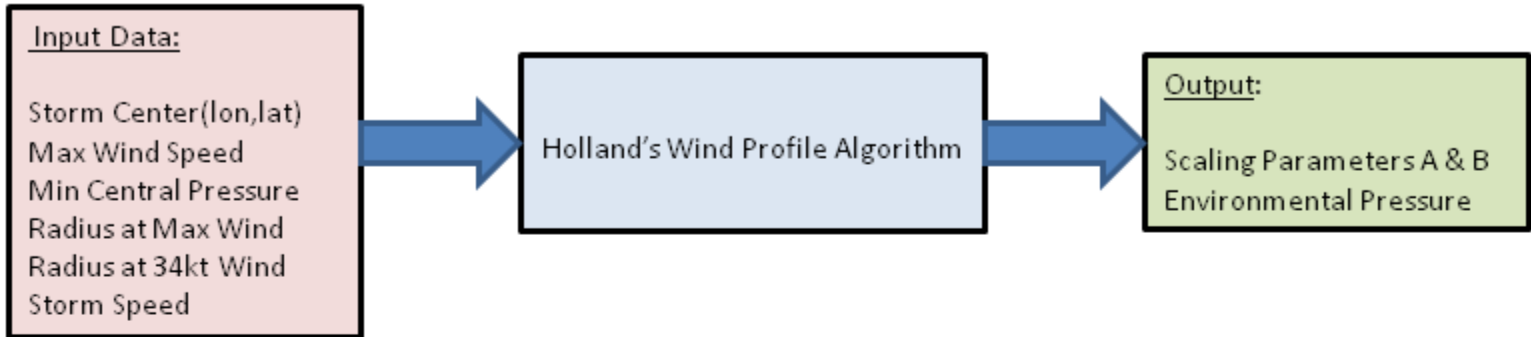 Input Data:
Storm Center(lon,lat)
Max Wind Speed
Min Central Pressure
Radius at Max Wind
Radius at 34kt Wind
Storm Speed
Holland’s Wind Profile Algorithm
Output:
Scaling Parameters A & B
Environmental Pressure